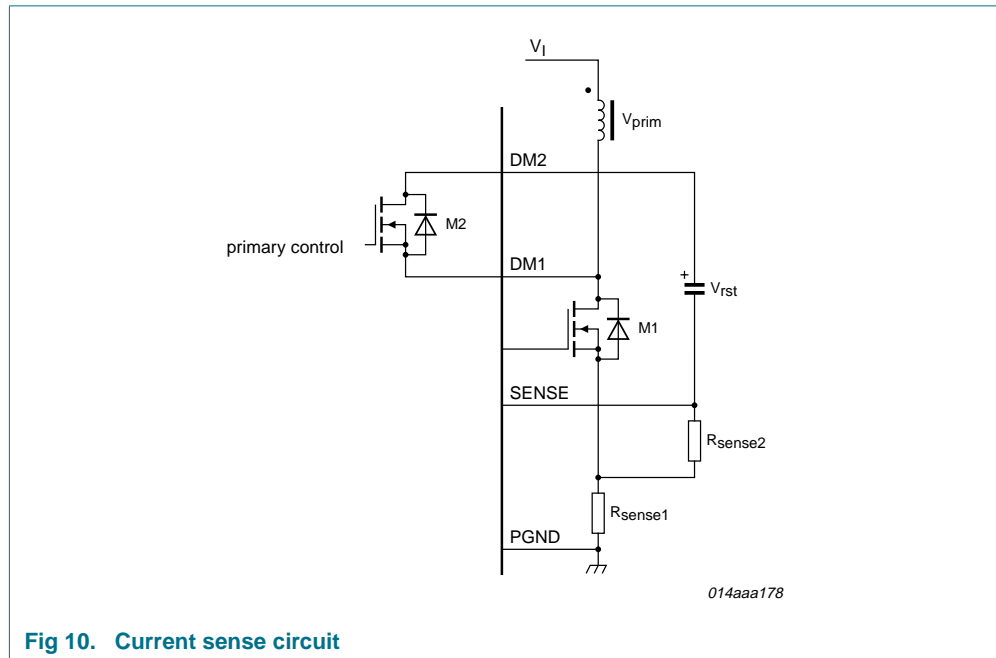 V_I
V_prim
DM2
M2
primary control
DM1
V_rst
+
M1
SENSE
R_sense2
R_sense1
PGND
014aaa178
Fig 10. Current sense circuit